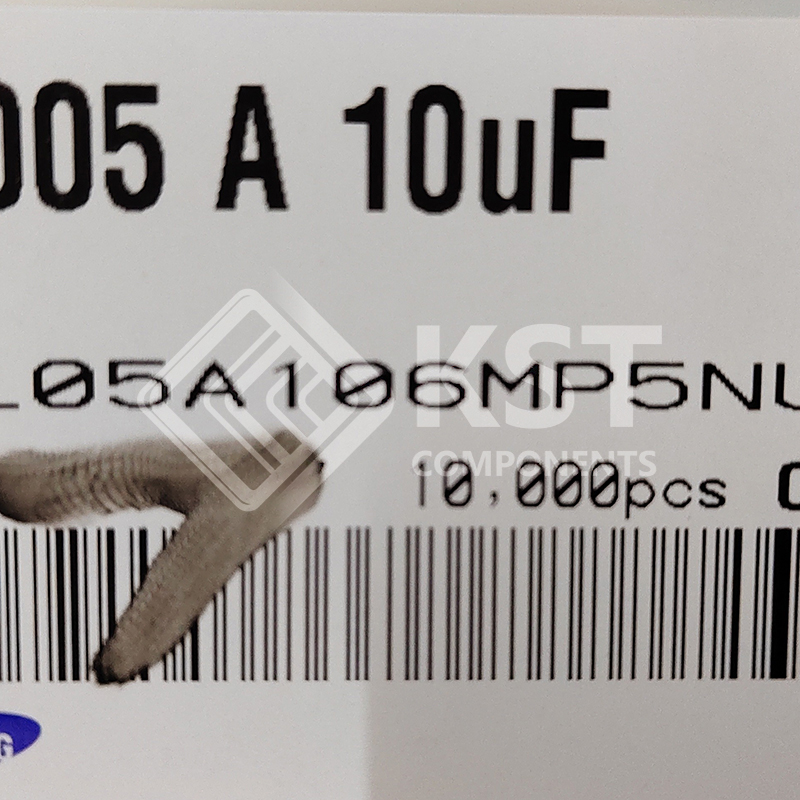 005 A 10uF
L05A106MP5NU
KST
COMPONENTS
10,000pcs
G